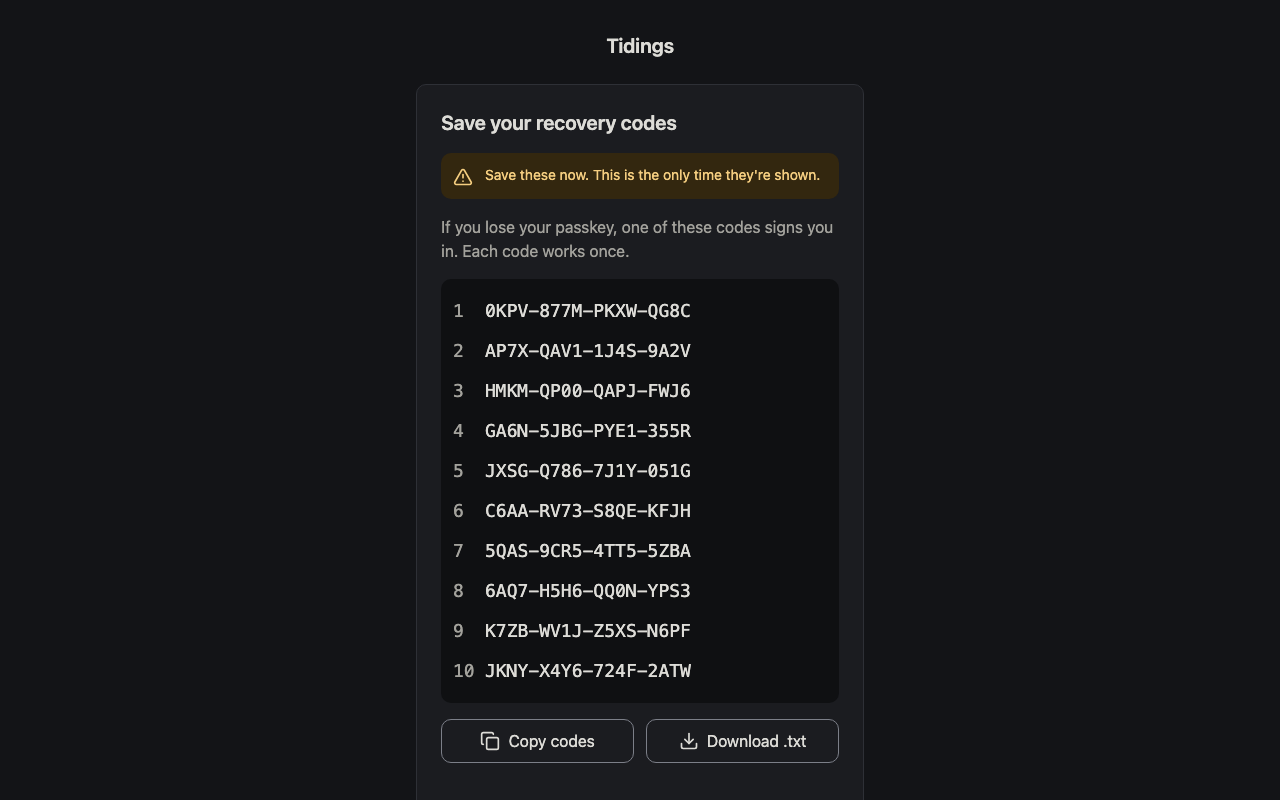 Tidings
Save your recovery codes
Save these now. This is the only time they're shown.
If you lose your passkey, one of these codes signs you
in. Each code works once.
1 0KPV-877M-PKXW-QG8C
2 AP7X-QAV1-1J4S-9A2V
3 HMKM-QP00-QAPJ-FWJ6
4 GA6N-5JBG-PYE1-355R
5 JXSG-Q786-7J1Y-051G
6 C6AA-RV73-S8QE-KFJH
7 5QAS-9CR5-4TT5-5ZBA
8 6AQ7-H5H6-QQ0N-YPS3
9 K7ZB-WV1J-Z5XS-N6PF
10 JKNY-X4Y6-724F-2ATW
Copy codes
Download .txt